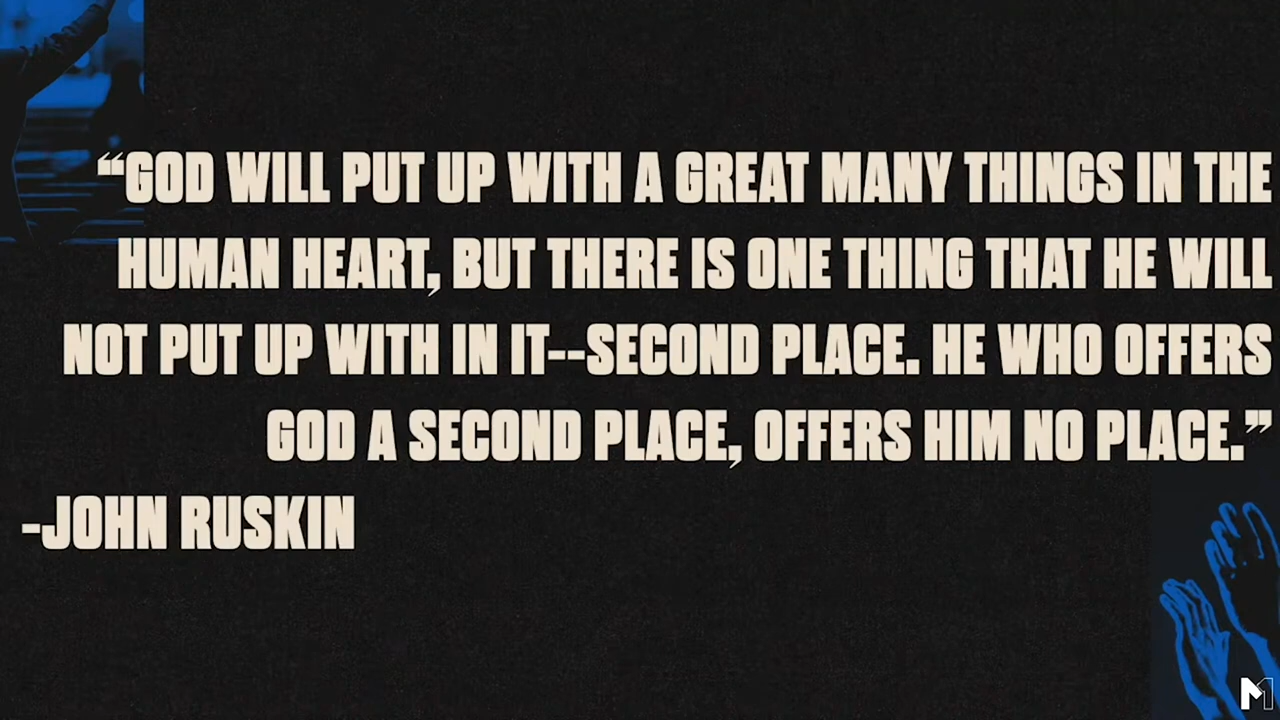 “GOD WILL PUT UP WITH A GREAT MANY THINGS IN THE
HUMAN HEART, BUT THERE IS ONE THING THAT HE WILL
NOT PUT UP WITH IN IT--SECOND PLACE. HE WHO OFFERS
GOD A SECOND PLACE, OFFERS HIM NO PLACE.”
-JOHN RUSKIN